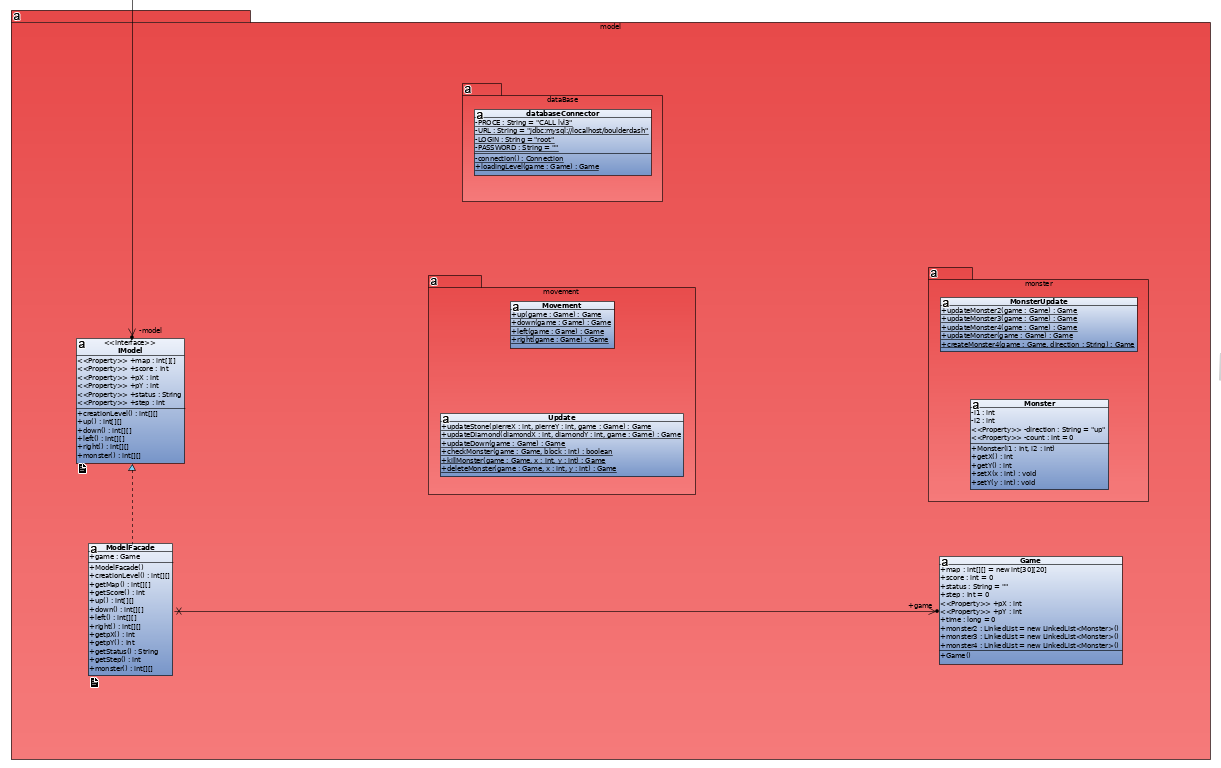 a
model
a
dataBase
a
databaseConnector
-PROCE : String = "CALL lvl3"
-URL : String = "jdbc:mysql://localhost/boulderdash"
-LOGIN : String = "root"
-PASSWORD : String = ""
-connection() : Connection
+loadingLevel(game : Game) : Game
a
movement
a
Movement
+up(game : Game) : Game
+down(game : Game) : Game
+left(game : Game) : Game
+right(game : Game) : Game
a
Update
+updateStone(pierreX : int, pierreY : int, game : Game) : Game
+updateDiamond(diamondX : int, diamondY : int, game : Game) : Game
+updateDown(game : Game) : Game
+checkMonster(game : Game, block : int) : boolean
+killMonster(game : Game, x : int, y : int) : Game
+deleteMonster(game : Game, x : int, y : int) : Game
a
monster
a
MonsterUpdate
+updateMonster2(game : Game) : Game
+updateMonster3(game : Game) : Game
+updateMonster4(game : Game) : Game
+updateMonster(game : Game) : Game
+createMonster4(game : Game, direction : String) : Game
a
Monster
-i1 : int
-i2 : int
<<Property>> -direction : String = "up"
<<Property>> -count : int = 0
+Monster(i1 : int, i2 : int)
+getX() : int
+getY() : int
+setX(x : int) : void
+setY(y : int) : void
-model
a
<<Interface>>
IModel
<<Property>> +map : int[][]
<<Property>> +score : int
<<Property>> +pX : int
<<Property>> +pY : int
<<Property>> +status : String
<<Property>> +step : int
+creationLevel() : int[][]
+up() : int[][]
+down() : int[][]
+left() : int[][]
+right() : int[][]
+monster() : int[][]
a
ModelFacade
+game : Game
+ModelFacade()
+creationLevel() : int[][]
+getMap() : int[][]
+getScore() : int
+up() : int[][]
+down() : int[][]
+left() : int[][]
+right() : int[][]
+getpX() : int
+getpY() : int
+getStatus() : String
+getStep() : int
+monster() : int[][]
+game
a
Game
+map : int[][] = new int[30][20]
+score : int = 0
+status : String = ""
+step : int = 0
<<Property>> +pX : int
<<Property>> +pY : int
+time : long = 0
+monster2 : LinkedList = new LinkedList<Monster>()
+monster3 : LinkedList = new LinkedList<Monster>()
+monster4 : LinkedList = new LinkedList<Monster>()
+Game()